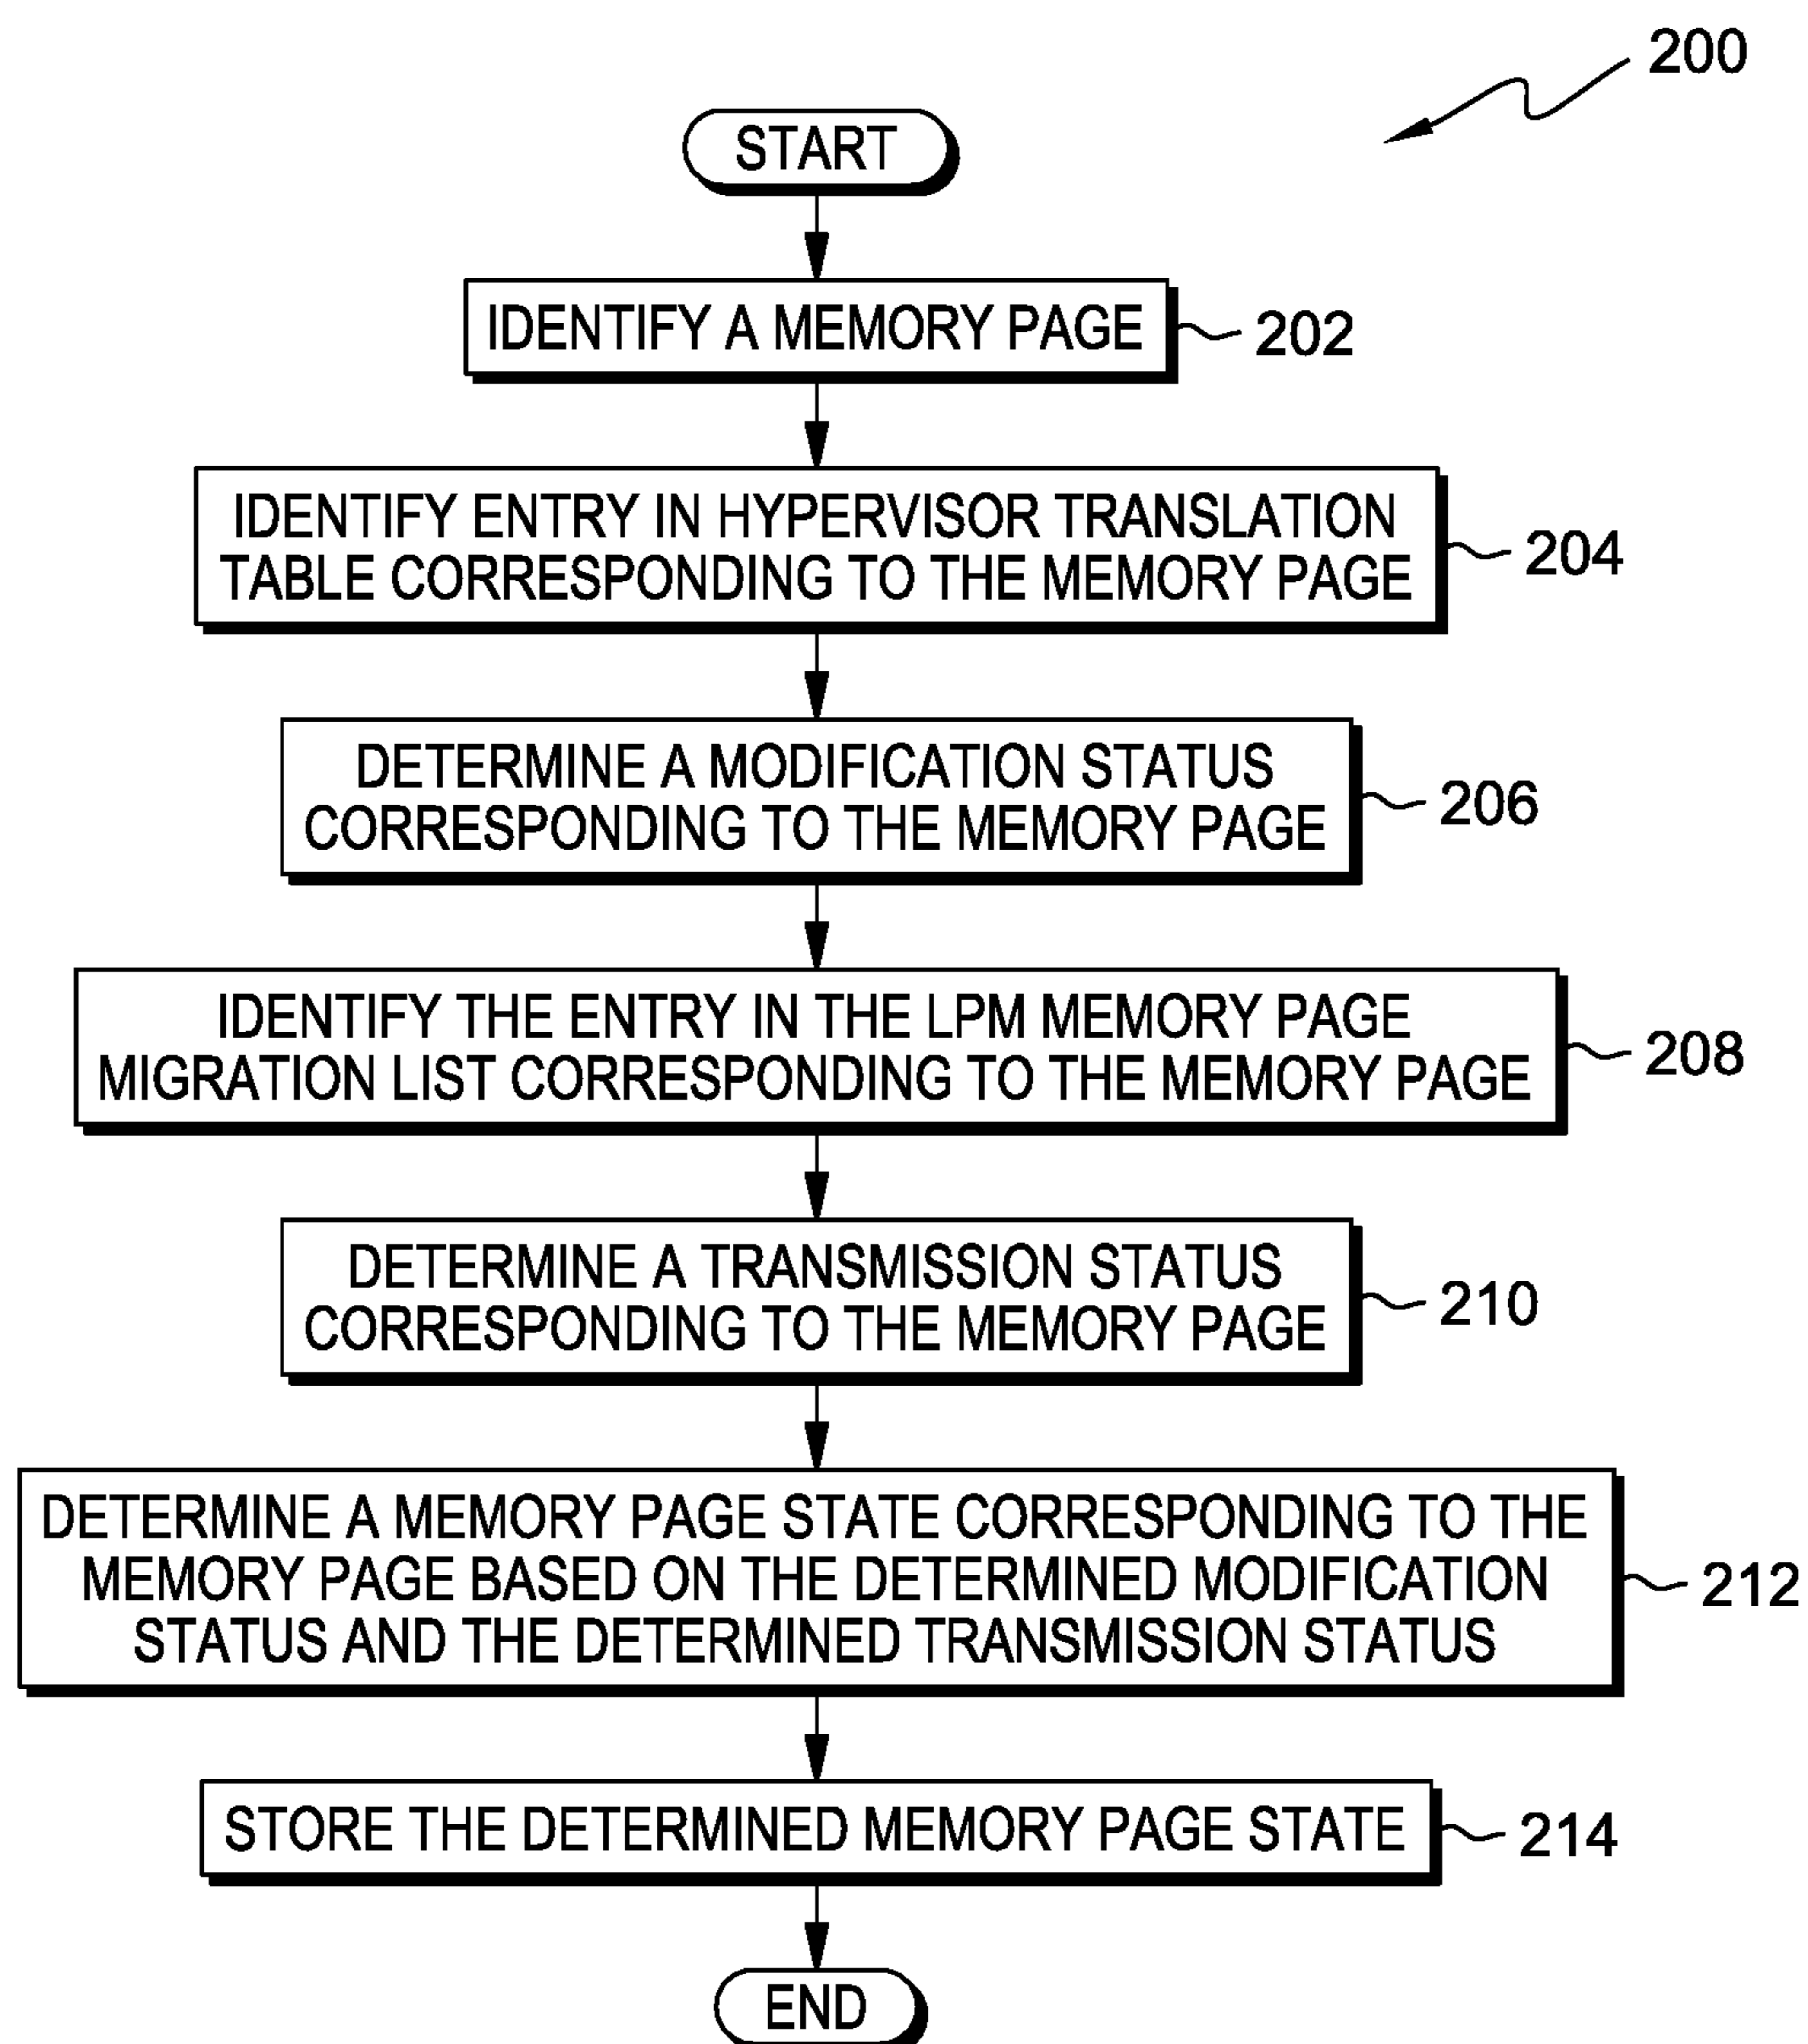 200
START
IDENTIFY A MEMORY PAGE
202
IDENTIFY ENTRY IN HYPERVISOR TRANSLATION
TABLE CORRESPONDING TO THE MEMORY PAGE
204
DETERMINE A MODIFICATION STATUS
CORRESPONDING TO THE MEMORY PAGE
206
IDENTIFY THE ENTRY IN THE LPM MEMORY PAGE
MIGRATION LIST CORRESPONDING TO THE MEMORY PAGE
208
DETERMINE A TRANSMISSION STATUS
CORRESPONDING TO THE MEMORY PAGE
210
DETERMINE A MEMORY PAGE STATE CORRESPONDING TO THE
MEMORY PAGE BASED ON THE DETERMINED MODIFICATION
STATUS AND THE DETERMINED TRANSMISSION STATUS
212
STORE THE DETERMINED MEMORY PAGE STATE
214
END